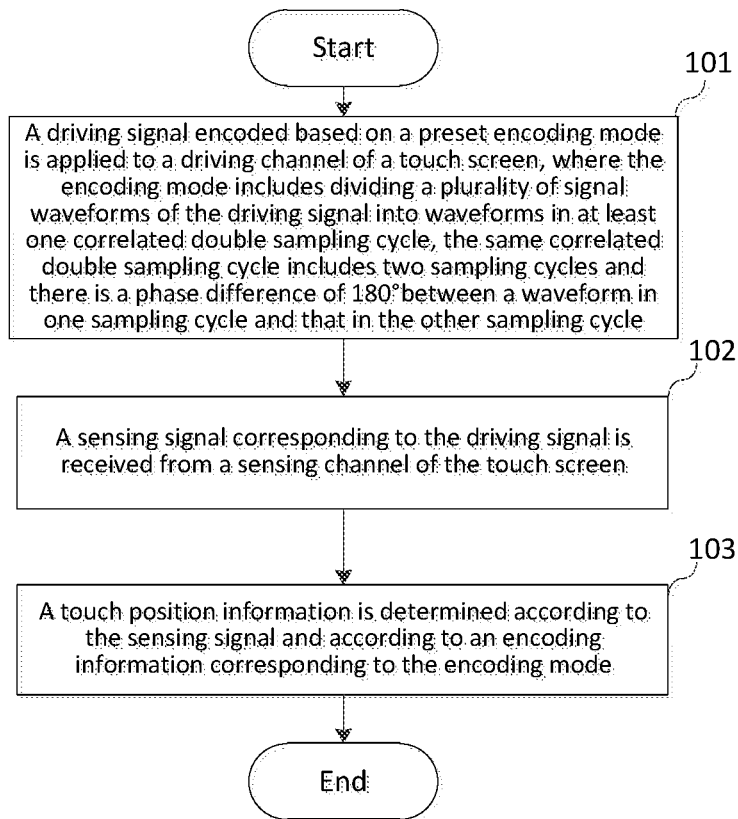 Start
101
A driving signal encoded based on a preset encoding mode
is applied to a driving channel of a touch screen, where the
encoding mode includes dividing a plurality of signal
waveforms of the driving signal into waveforms in at least
one correlated double sampling cycle, the same correlated
double sampling cycle includes two sampling cycles and
there is a phase difference of 180°between a waveform in
one sampling cycle and that in the other sampling cycle
102
A sensing signal corresponding to the driving signal is
received from a sensing channel of the touch screen
103
A touch position information is determined according to
the sensing signal and according to an encoding
information corresponding to the encoding mode
End